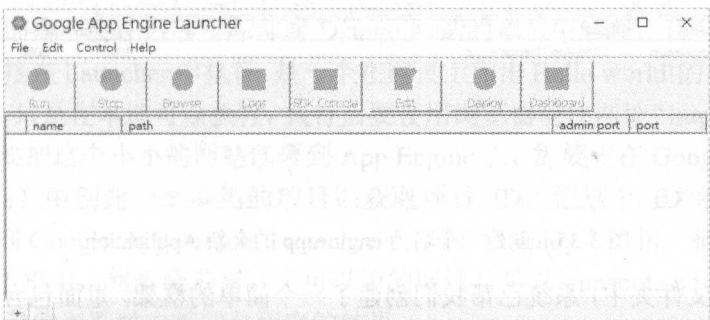 Google App Engine Launcher
File Edit Control Help
Run Stop Browse Logs SDK Console Edit Deploy Dashboard
name path admin port port
+ -